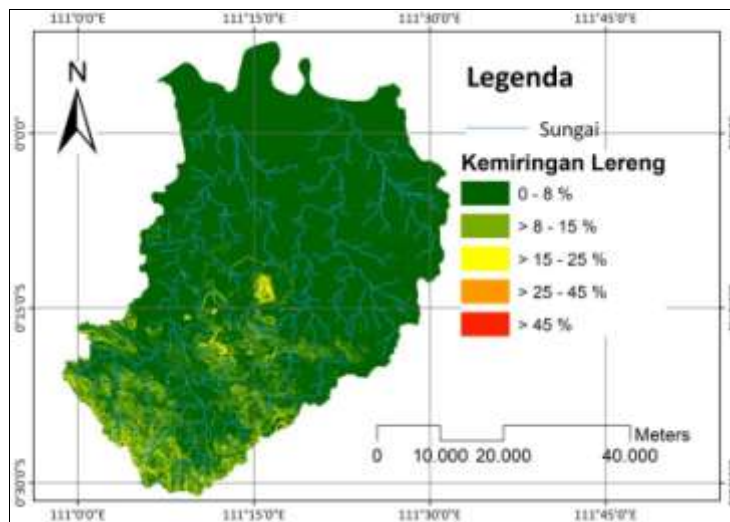 111°0'0"E 111°15'0"E 111°30'0"E 111°45'0"E
N
Legenda
Sungai
Kemiringan Lereng
0 - 8 %
> 8 - 15 %
> 15 - 25 %
> 25 - 45 %
> 45 %
0°0'0"
0°15'0"S
0°30'0"S
Meters
0 10.000 20.000 40.000
111°0'0"E 111°15'0"E 111°30'0"E 111°45'0"E